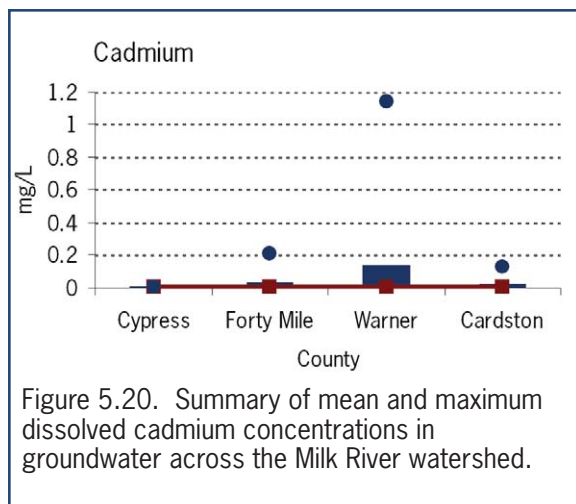 Cadmium
1.2
1
0.8
0.6
0.4
0.2
0
mg/L
Cypress Forty Mile Warner Cardston
County
Figure 5.20. Summary of mean and maximum
dissolved cadmium concentrations in
groundwater across the Milk River watershed.